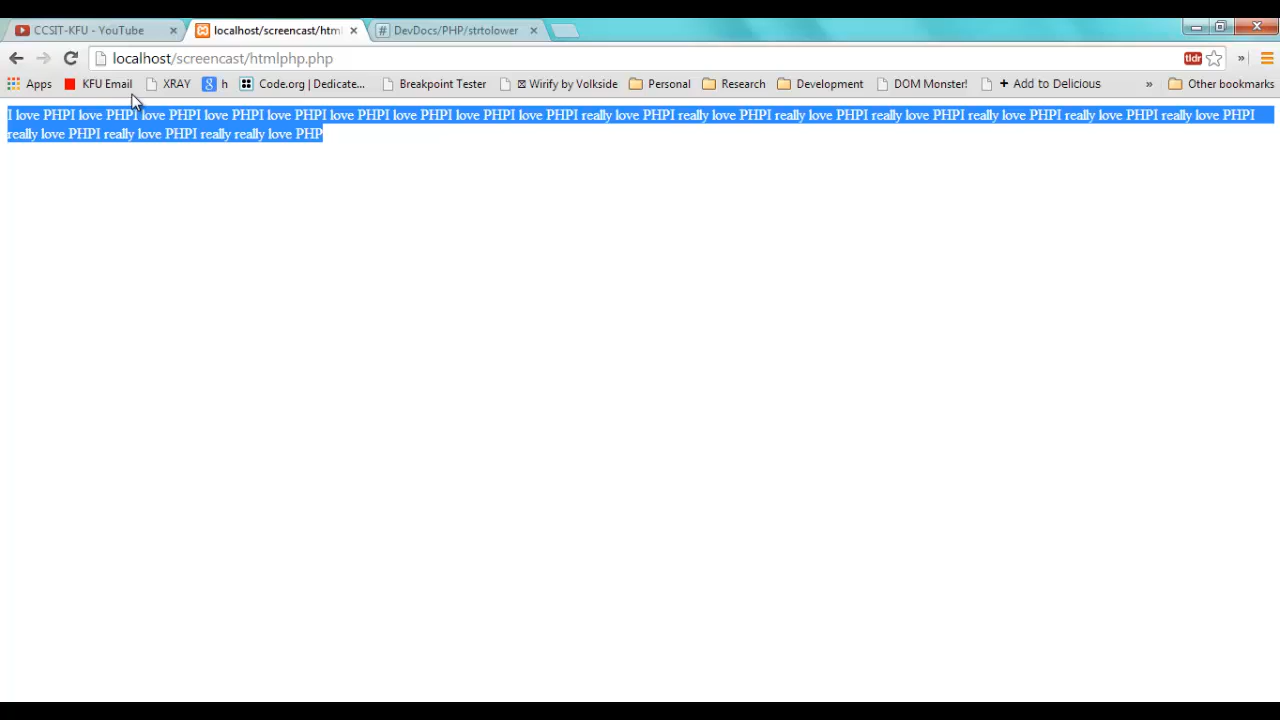 CCSIT-KFU - YouTube
localhost/screencast/html
DevDocs/PHP/strtolower
localhost/screencast/htmlphp.php
tldr
Apps KFU Email XRAY h Code.org | Dedicate... Breakpoint Tester Wirify by Volkside Personal Research Development DOM Monster! + Add to Delicious » Other bookmarks
I love PHPI love PHPI love PHPI love PHPI love PHPI love PHPI love PHPI love PHPI love PHPI really love PHPI really love PHPI really love PHPI really love PHPI really love PHPI really love PHPI really love PHPI
really love PHPI really love PHPI really really love PHP